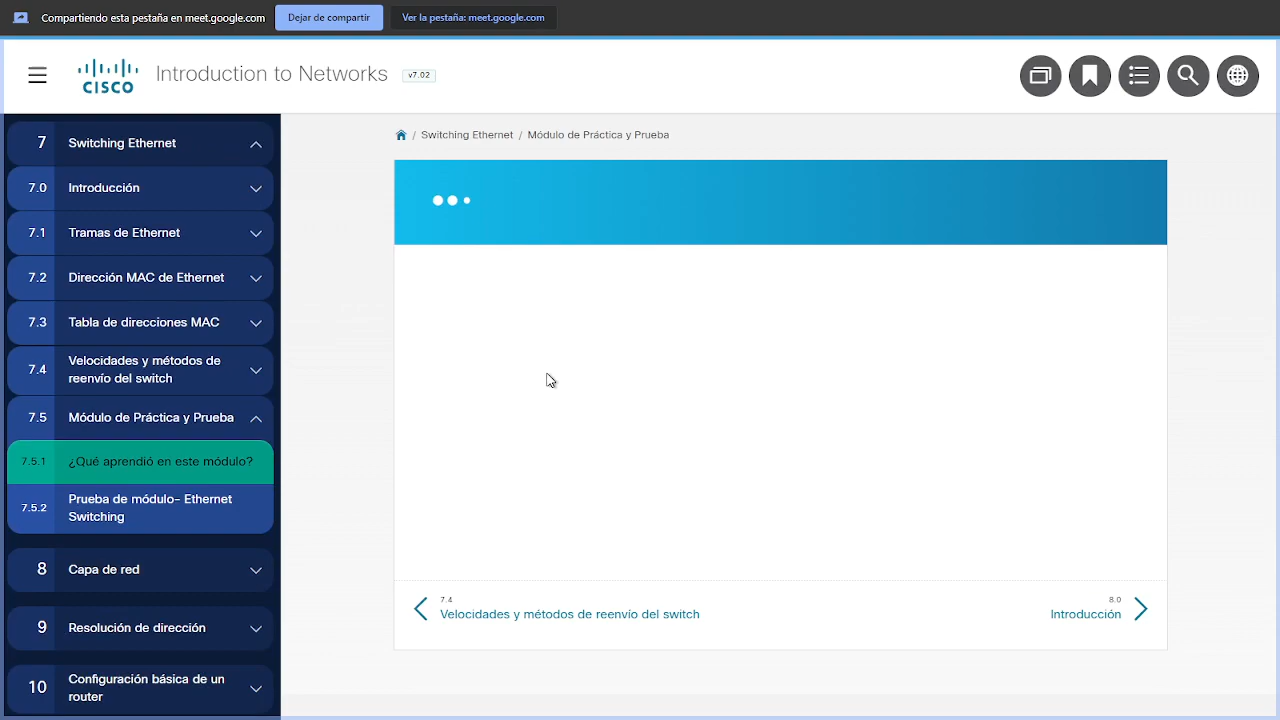 Compartiendo esta pestaña en meet.google.com
Dejar de compartir
Ver la pestaña: meet.google.com
CISCO
Introduction to Networks
v7.02
7 Switching Ethernet
7.0 Introducción
7.1 Tramas de Ethernet
7.2 Dirección MAC de Ethernet
7.3 Tabla de direcciones MAC
7.4 Velocidades y métodos de
reenvío del switch
7.5 Módulo de Práctica y Prueba
7.5.1 ¿Qué aprendió en este módulo?
7.5.2 Prueba de módulo- Ethernet
Switching
8 Capa de red
9 Resolución de dirección
10 Configuración básica de un
router
/ Switching Ethernet / Módulo de Práctica y Prueba
7.4
Velocidades y métodos de reenvío del switch
8.0
Introducción